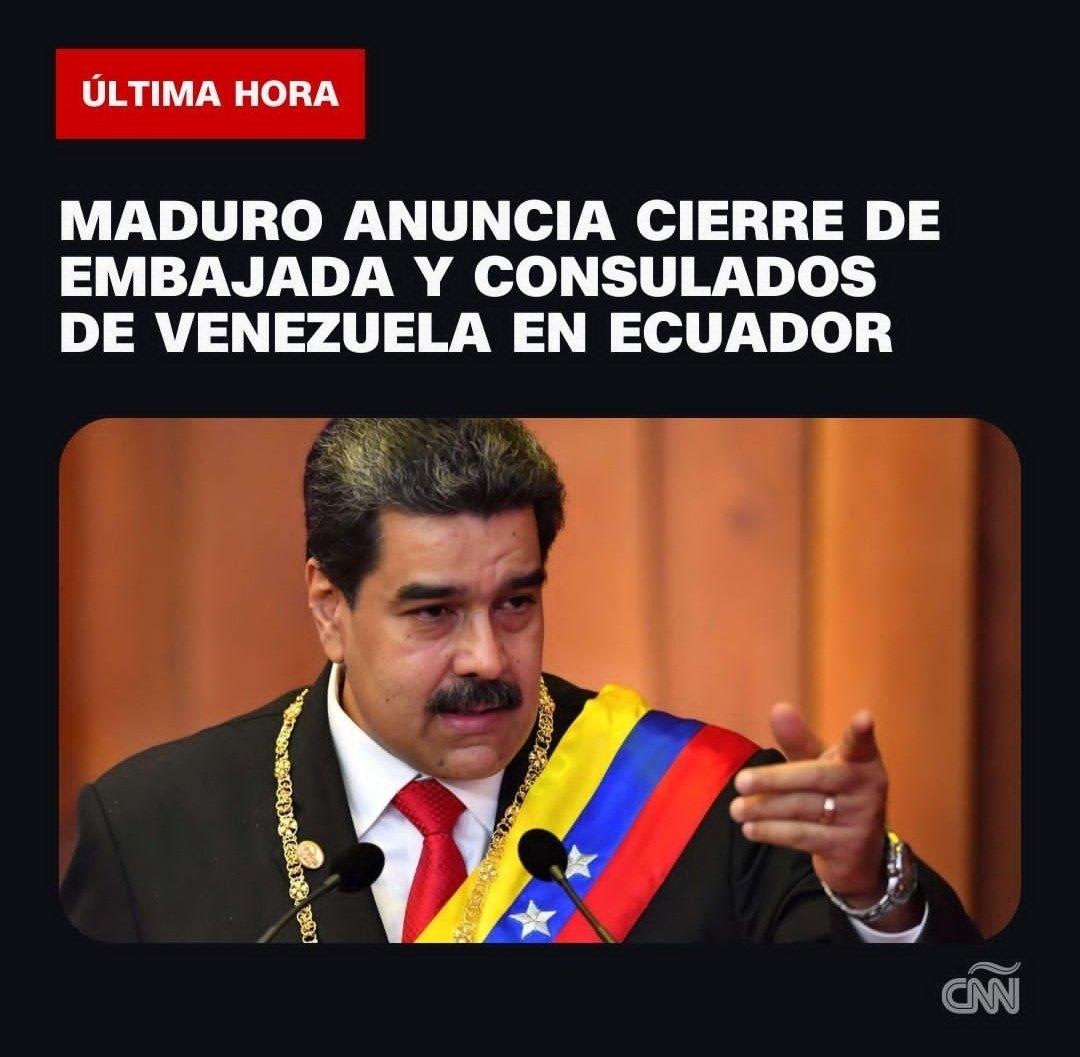 ÚLTIMA HORA
MADURO ANUNCIA CIERRE DE
EMBAJADA Y CONSULADOS
DE VENEZUELA EN ECUADOR
CNN